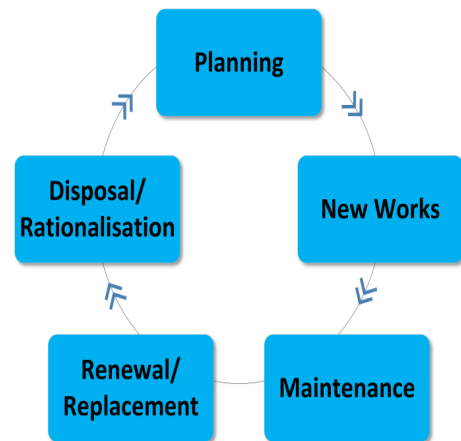 Planning
New Works
Maintenance
Renewal/
Replacement
Disposal/
Rationalisation